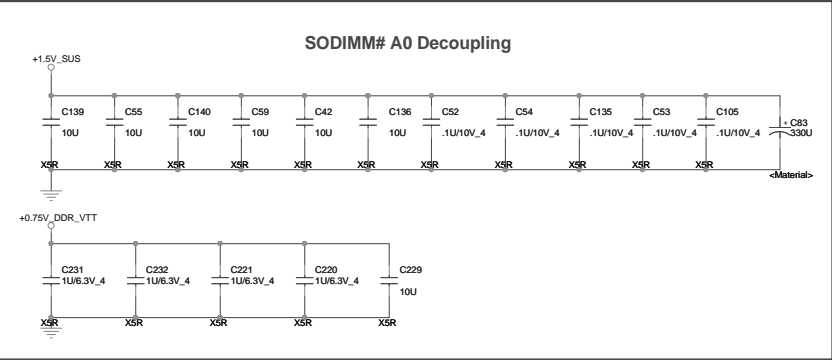 SODIMM# A0 Decoupling
+1.5V_SUS
C139
10U
X5R
C55
10U
X5R
C140
10U
X5R
C59
10U
X5R
C42
10U
X5R
C136
10U
X5R
C52
.1U/10V_4
X5R
C54
.1U/10V_4
X5R
C135
.1U/10V_4
X5R
C53
.1U/10V_4
X5R
C105
.1U/10V_4
X5R
+ C83
330U
<Material>
+0.75V_DDR_VTT
C231
1U/6.3V_4
X5R
C232
1U/6.3V_4
X5R
C221
1U/6.3V_4
X5R
C220
1U/6.3V_4
X5R
C229
10U
X5R